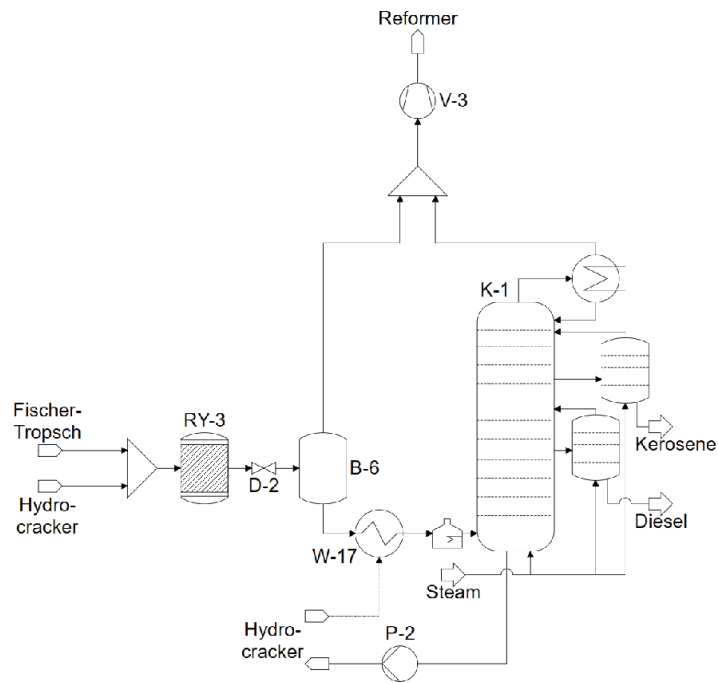 Reformer
V-3
K-1
Fischer-
Tropsch
RY-3
Kerosene
D-2
B-6
Hydro-
cracker
Diesel
W-17
Steam
Hydro-
cracker
P-2